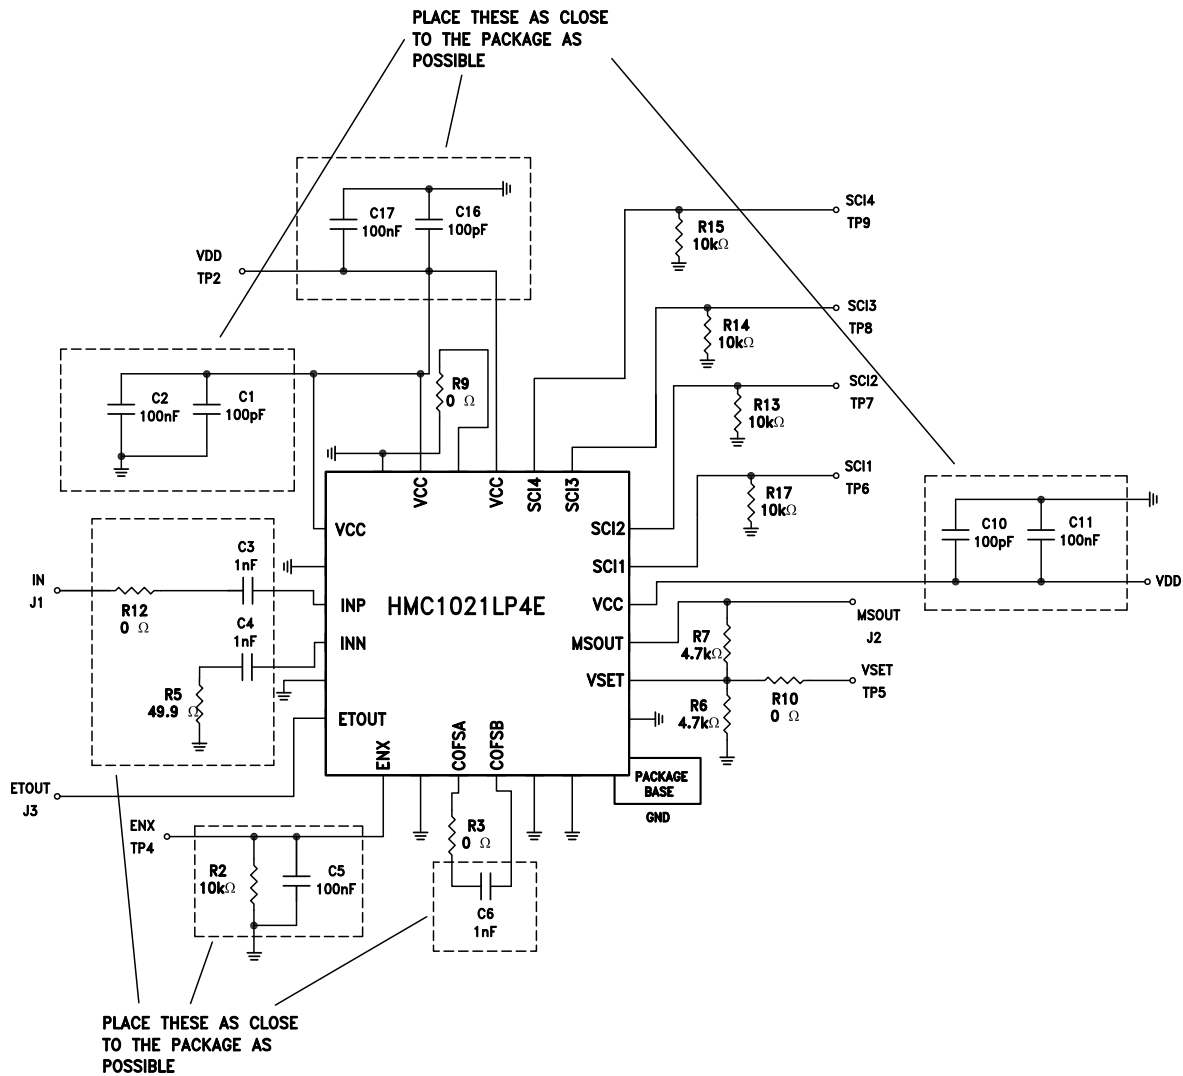 PLACE THESE AS CLOSE
TO THE PACKAGE AS
POSSIBLE
C17
100nF
C16
100pF
VDD
TP2
SCI4
TP9
R15
10kΩ
SCI3
TP8
R14
10kΩ
SCI2
TP7
R13
10kΩ
SCI1
TP6
R17
10kΩ
C2
100nF
C1
100pF
R9
0 Ω
VCC
VCC
SCI4
SCI3
VCC
SCI2
SCI1
INP
HMC1021LP4E
VCC
INN
MSOUT
VSET
ETOUT
ENX
COFSA
COFSB
C10
100pF
C11
100nF
VDD
MSOUT
J2
R7
4.7kΩ
VSET
TP5
R10
0 Ω
R6
4.7kΩ
IN
J1
C3
1nF
R12
0 Ω
C4
1nF
R5
49.9 Ω
ETOUT
J3
PACKAGE
BASE
GND
ENX
TP4
R2
10kΩ
C5
100nF
R3
0 Ω
C6
1nF
PLACE THESE AS CLOSE
TO THE PACKAGE AS
POSSIBLE